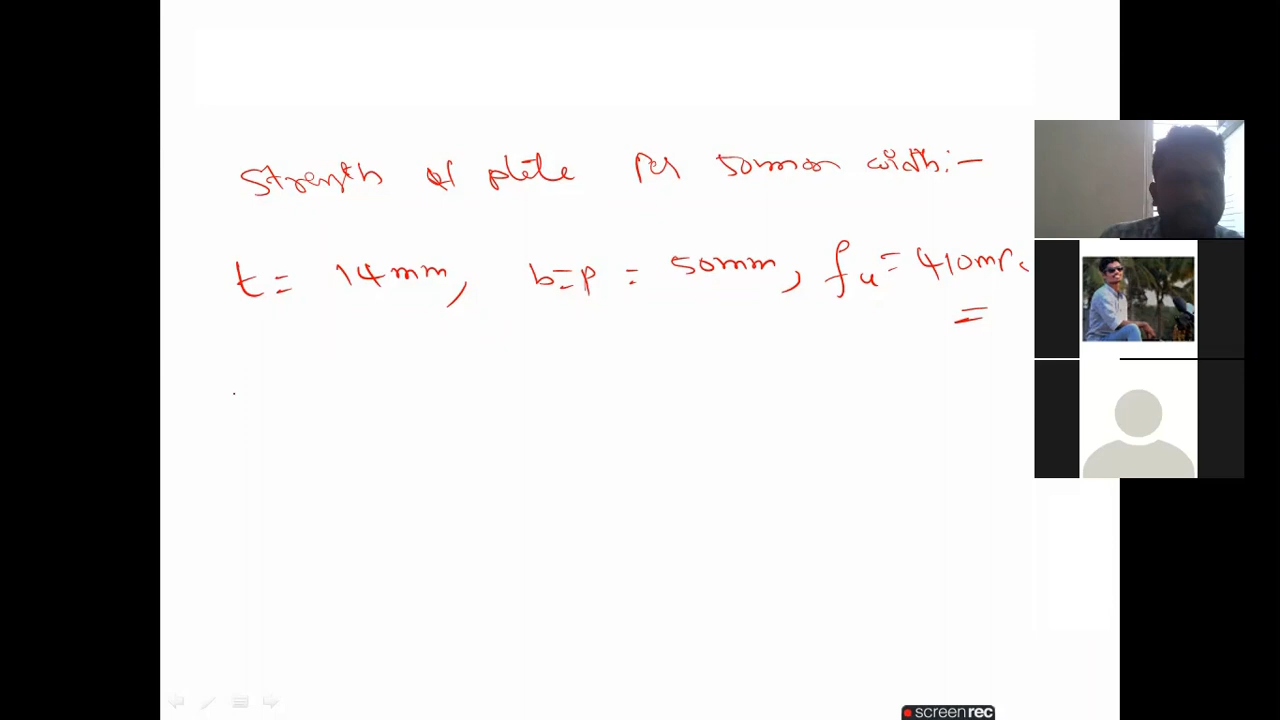 Strength of plate Per 50mm width:-
t = 14mm, b=p = 50mm, fu = 410mPa
=
screenrec